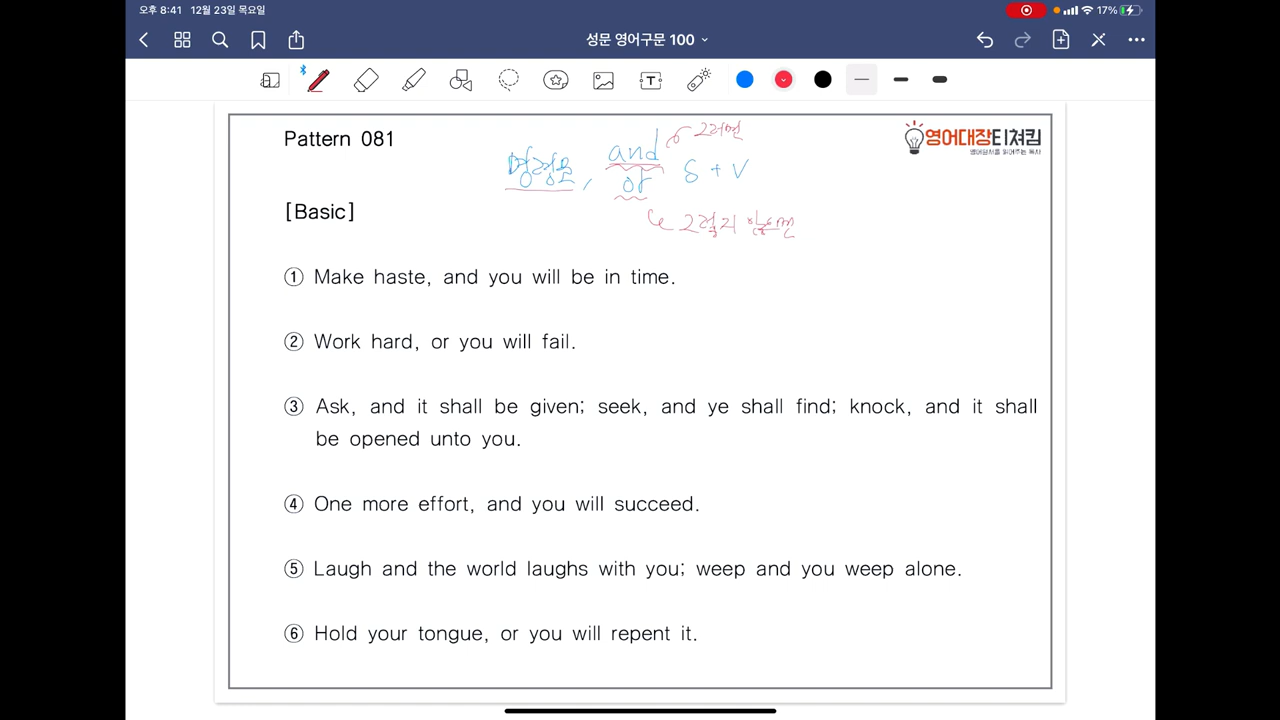 오후 8:41 12월 23일 목요일
17%
성문 영어구문 100
Pattern 081
영어대장티쳐킴
명령문, and S + V
그러면
or
그렇지 않으면
[Basic]
① Make haste, and you will be in time.
② Work hard, or you will fail.
③ Ask, and it shall be given; seek, and ye shall find; knock, and it shall
be opened unto you.
④ One more effort, and you will succeed.
⑤ Laugh and the world laughs with you; weep and you weep alone.
⑥ Hold your tongue, or you will repent it.